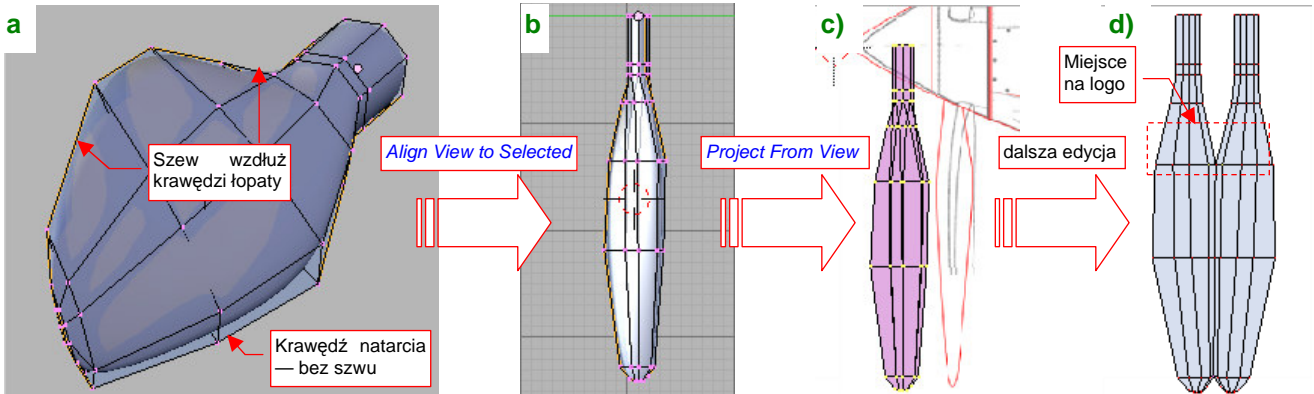 a
b
c)
d)
Szew wzdłuż
krawędzi łopaty
Krawędź natarcia
— bez szwu
Align View to Selected
Project From View
dalsza edycja
Miejsce
na logo